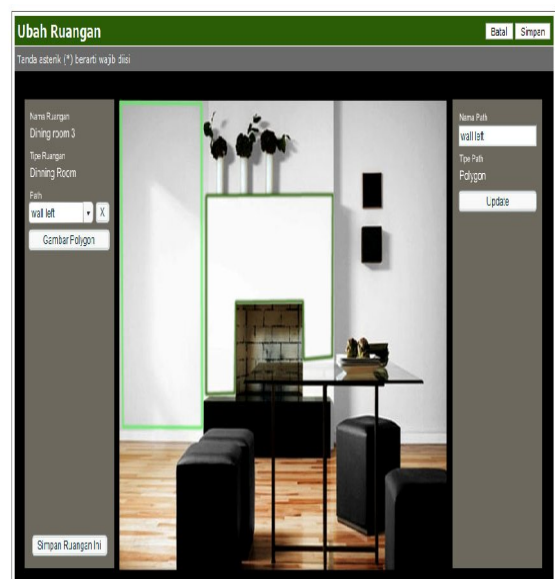 Ubah Ruangan
Batal
Simpan
Tanda asterik (*) berarti wajib diisi
Nama Ruangan
Dining room 3
Tipe Ruangan
Dinning Room
Path
wall left
X
Gambar Polygon
Simpan Ruangan Ini
Nama Path
wall left
Tipe Path
Polygon
Update